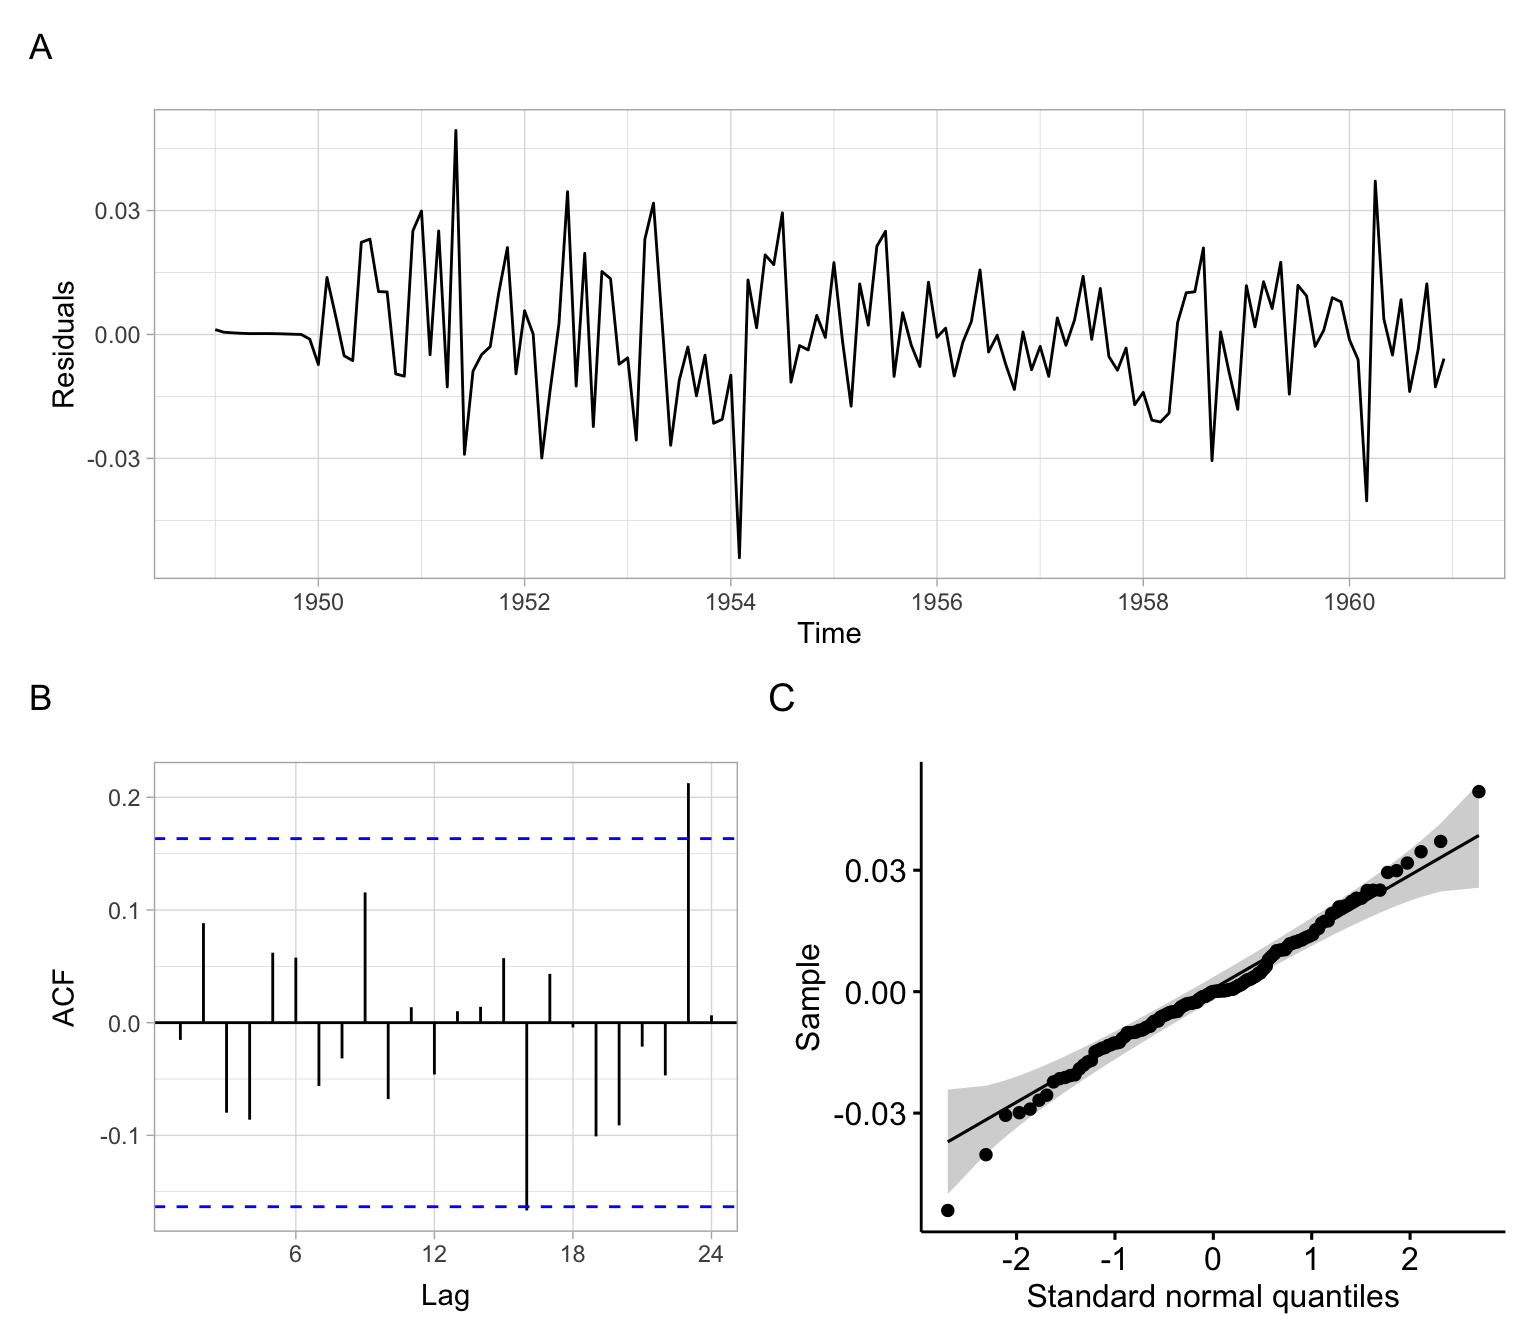 A
0.03
0.00
-0.03
Residuals
1950 1952 1954 1956 1958 1960
Time
B
0.2
0.1
0.0
-0.1
ACF
6 12 18 24
Lag
C
0.03
0.00
-0.03
Sample
-2 -1 0 1 2
Standard normal quantiles